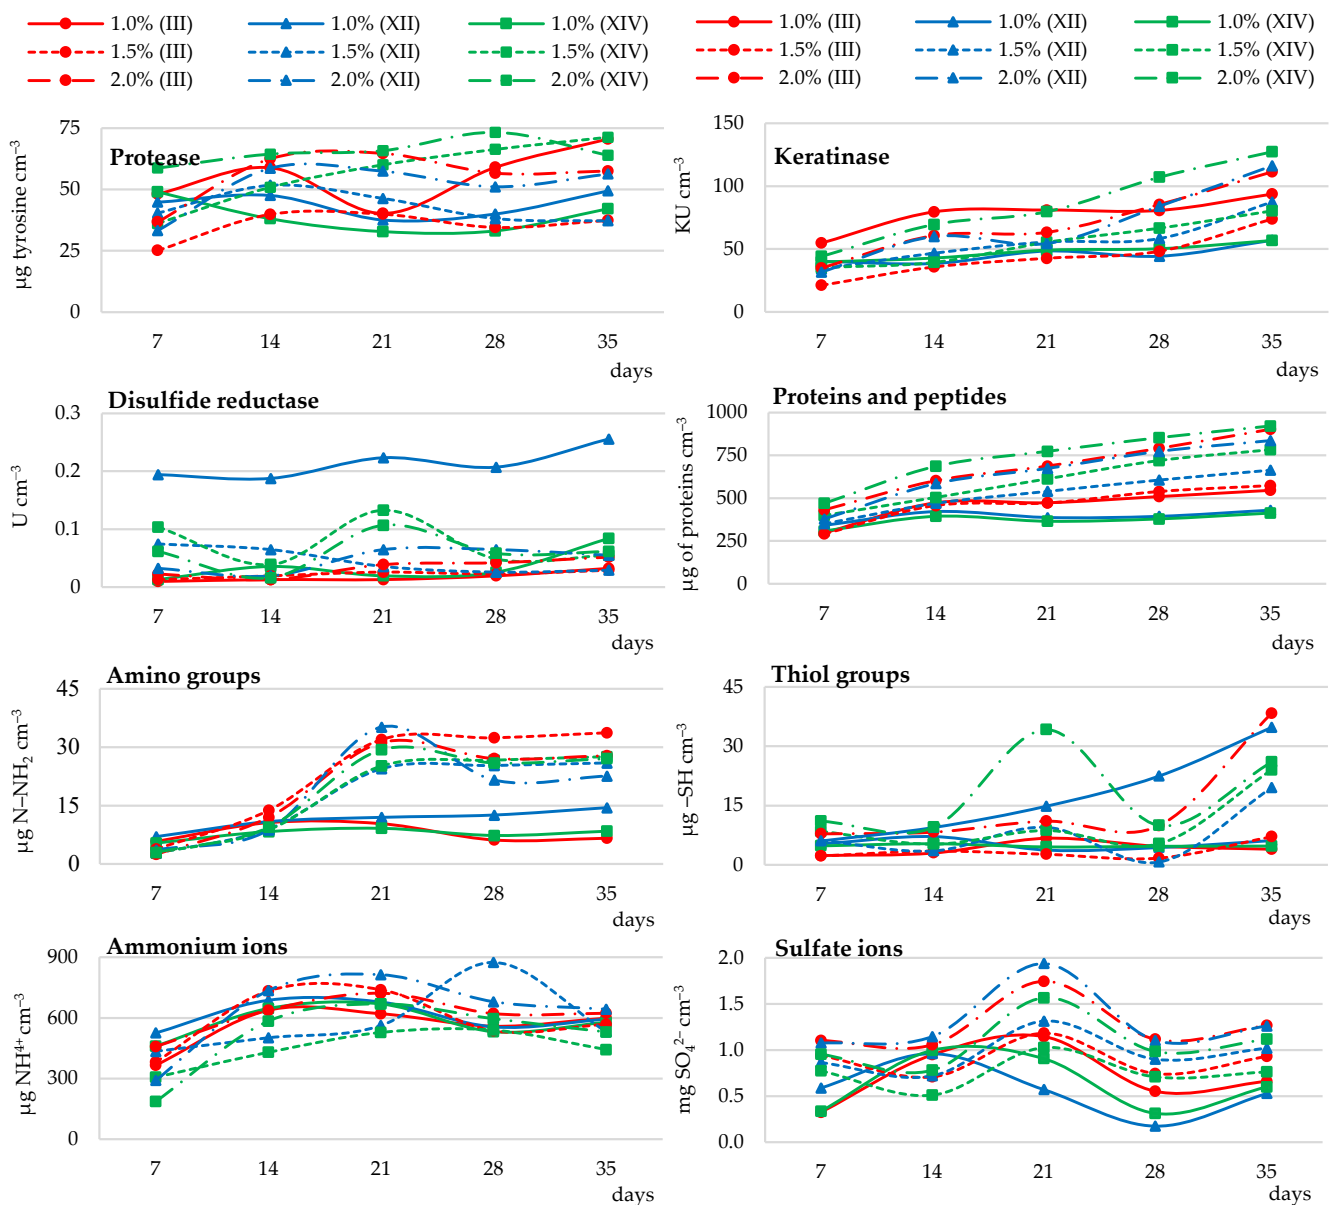 1.0% (III) 1.0% (XII) 1.0% (XIV) 1.0% (III) 1.0% (XII) 1.0% (XIV)
1.5% (III) 1.5% (XII) 1.5% (XIV) 1.5% (III) 1.5% (XII) 1.5% (XIV)
2.0% (III) 2.0% (XII) 2.0% (XIV) 2.0% (III) 2.0% (XII) 2.0% (XIV)
Protease
µg tyrosine cm⁻³
75
50
25
0
7 14 21 28 35
days
Keratinase
KU cm⁻³
150
100
50
0
7 14 21 28 35
days
Disulfide reductase
U cm⁻³
0.3
0.2
0.1
0
7 14 21 28 35
days
Proteins and peptides
µg of proteins cm⁻³
1000
750
500
250
0
7 14 21 28 35
days
Amino groups
µg N–NH₂ cm⁻³
45
30
15
0
7 14 21 28 35
days
Thiol groups
µg –SH cm⁻³
45
30
15
0
7 14 21 28 35
days
Ammonium ions
µg NH⁴⁺ cm⁻³
900
600
300
0
7 14 21 28 35
days
Sulfate ions
mg SO₄²⁻ cm⁻³
2.0
1.5
1.0
0.5
0.0
7 14 21 28 35
days